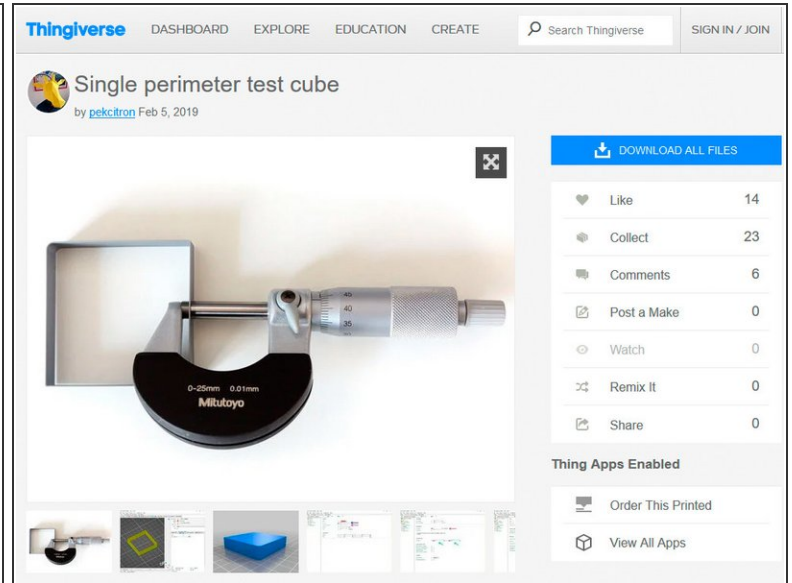 Thingiverse DASHBOARD EXPLORE EDUCATION CREATE Search Thingiverse SIGN IN / JOIN
Single perimeter test cube
by pekcitron Feb 5, 2019
DOWNLOAD ALL FILES
Like 14
Collect 23
Comments 6
Post a Make 0
Watch 0
Remix It 0
Share 0
Thing Apps Enabled
Order This Printed
View All Apps
45
40
35
0-25mm 0.01mm
Mitutoyo